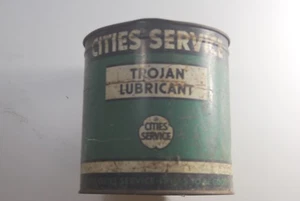 CITIES SERVICE
TROJAN
LUBRICANT
CITIES
SERVICE